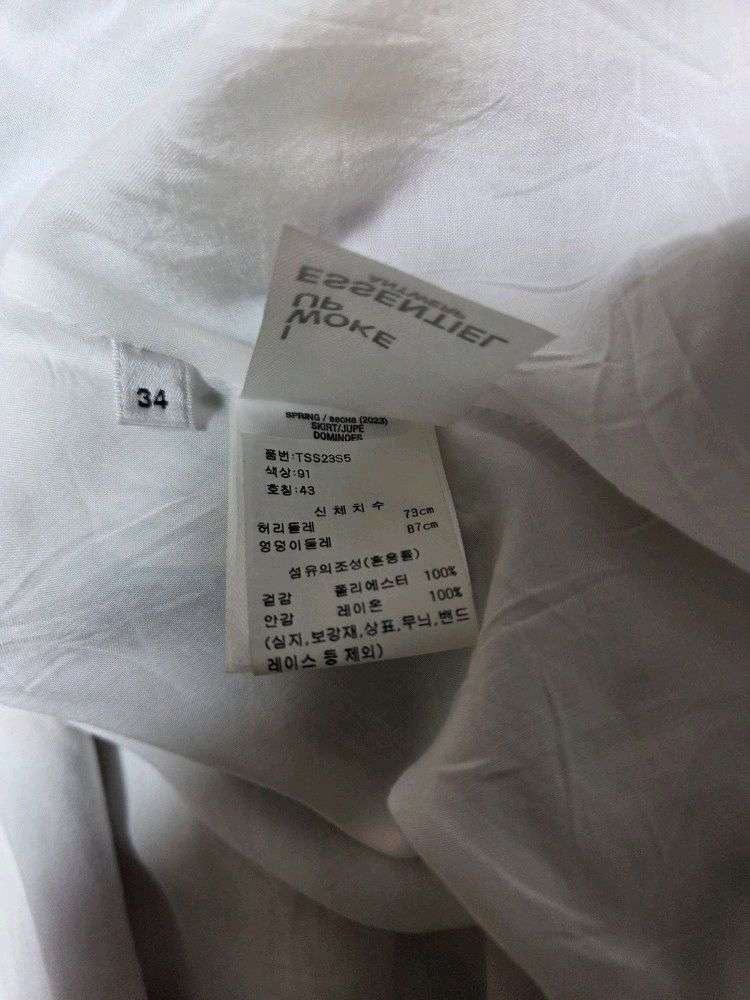 I WOKE
UP
ESSENTIEL
ANTWERP
34
SPRING / весна (2023)
SKIRT/JUPE
DOMINOES
품번:TSS23S5
색상:91
호칭:43
신체치수
허리둘레 73cm
엉덩이둘레 87cm
섬유의조성(혼용률)
겉감 폴리에스터 100%
안감 레이온 100%
(심지,보강재,상표,무늬,밴드
레이스 등 제외)